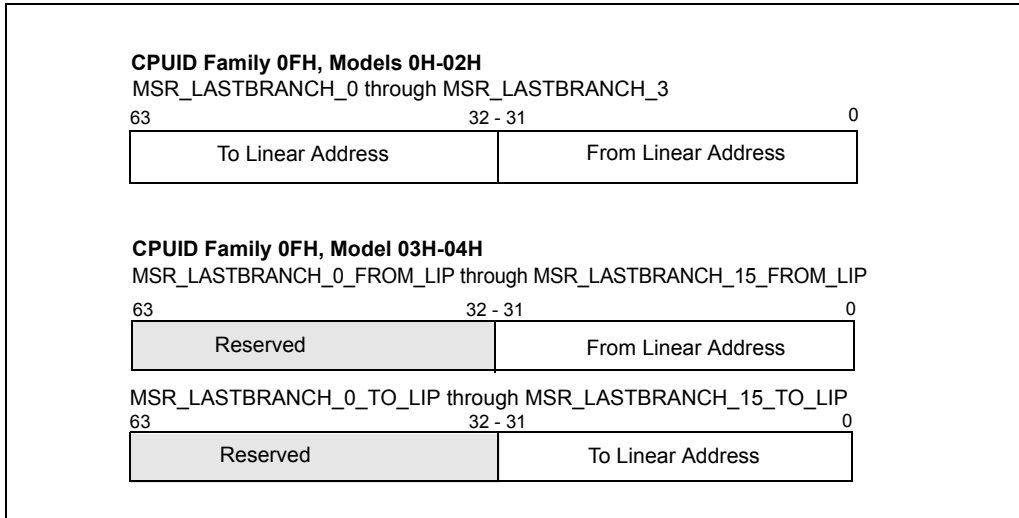 CPUID Family 0FH, Models 0H-02H
MSR_LASTBRANCH_0 through MSR_LASTBRANCH_3
63 32 - 31 0
To Linear Address From Linear Address
CPUID Family 0FH, Model 03H-04H
MSR_LASTBRANCH_0_FROM_LIP through MSR_LASTBRANCH_15_FROM_LIP
63 32 - 31 0
Reserved From Linear Address
MSR_LASTBRANCH_0_TO_LIP through MSR_LASTBRANCH_15_TO_LIP
63 32 - 31 0
Reserved To Linear Address